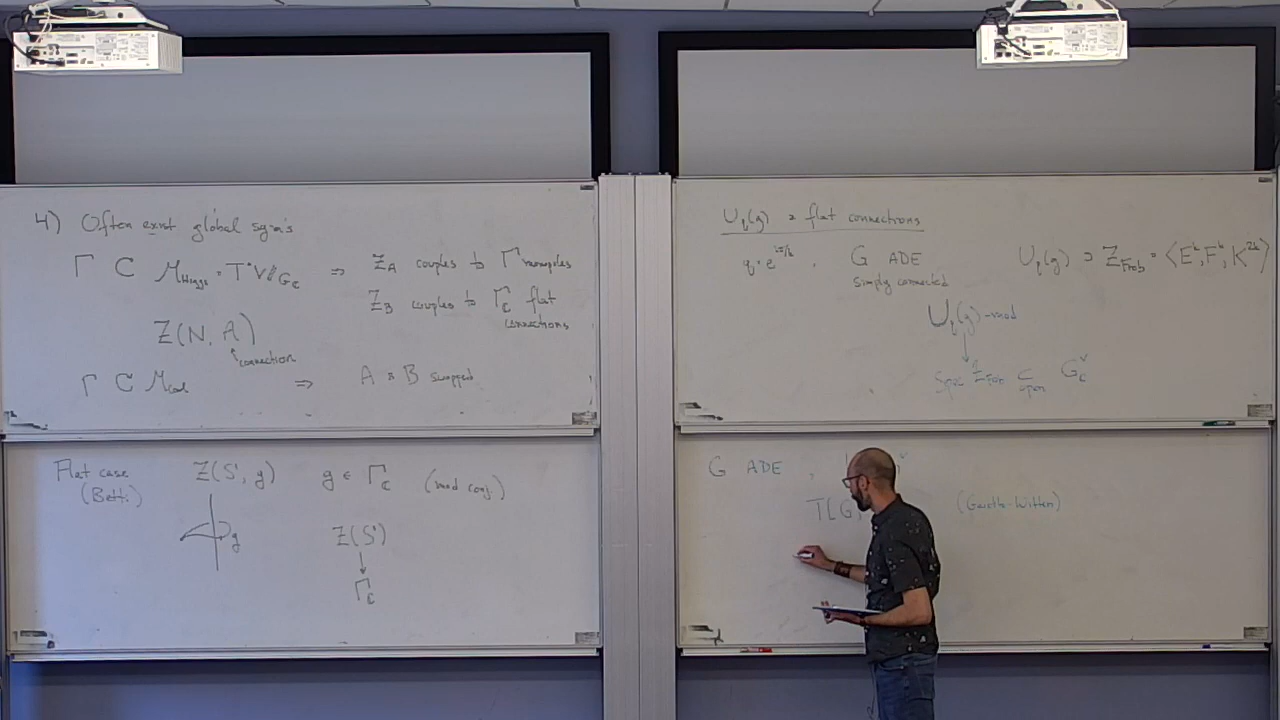 4) Often exist global sym's
Γ C M_Higgs = T*V///G_C ⇒ Z_A couples to Γ
Z_B couples to Γ_C flat connections
Z(N, A)
connection
Γ C M_Coul ⇒ A & B swapped
Flat case Z(S¹, g) g ∈ Γ_C (mod conj.)
(Betti)
g
Z(S¹)
↓
Γ_C
U_q(g) & flat connections
q = e^{iπ/k}, G ADE U_q(g) ⊃ Z_Frob = ⟨E^k, F^k, K^{2k}⟩
simply connected
U_q(g)-mod
↓
Spec Z_Frob ⊂ G_C^∨
open
G ADE,
T[G] (Gaiotto-Witten)